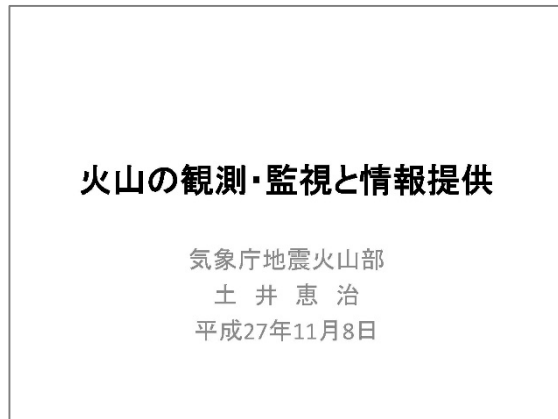 火山の観測・監視と情報提供
気象庁地震火山部
土 井 恵 治
平成27年11月8日